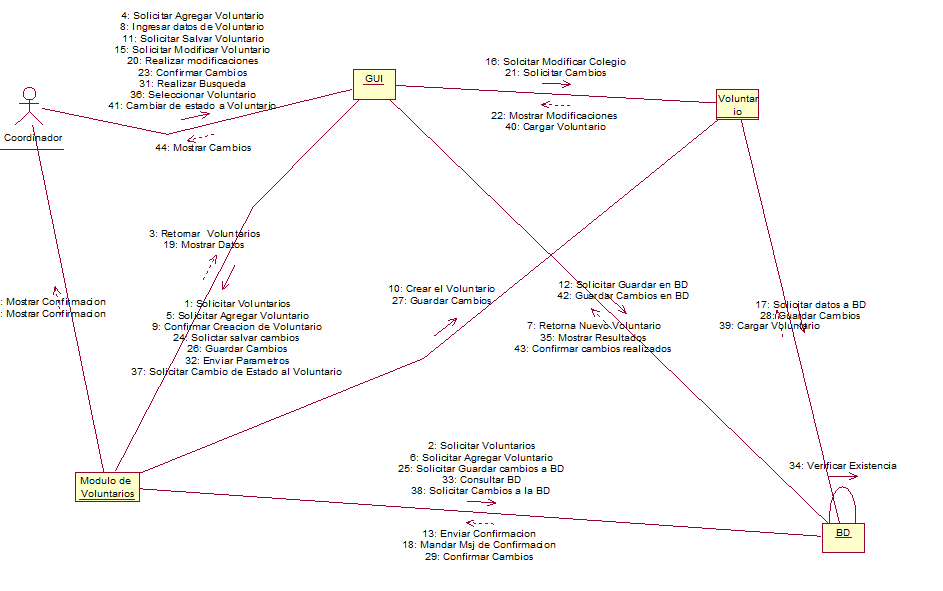 4: Solicitar Agregar Voluntario
8: Ingresar datos de Voluntario
11: Solicitar Salvar Voluntario
15: Solicitar Modificar Voluntario
20: Realizar modificaciones
23: Confirmar Cambios
31: Realizar Busqueda
36: Seleccionar Voluntario
41: Cambiar de estado a Voluntario
GUI
16: Solcitar Modificar Colegio
21: Solicitar Cambios
Voluntar
io
22: Mostrar Modificaciones
40: Cargar Voluntario
Coordinador
44: Mostrar Cambios
3: Retornar Voluntarios
19: Mostrar Datos
: Mostrar Confirmacion
: Mostrar Confirmacion
1: Solicitar Voluntarios
5: Solicitar Agregar Voluntario
9: Confirmar Creacion de Voluntario
24: Solictar salvar cambios
26: Guardar Cambios
32: Enviar Parametros
37: Solicitar Cambio de Estado al Voluntario
10: Crear el Voluntario
27: Guardar Cambios
12: Solicitar Guardar en BD
42: Guardar Cambios en BD
7: Retorna Nuevo Voluntario
35: Mostrar Resultados
43: Confirmar cambios realizados
17: Solicitar datos a BD
28: Guardar Cambios
39: Cargar Voluntario
2: Solicitar Voluntarios
6: Solicitar Agregar Voluntario
25: Solicitar Guardar cambios a BD
33: Consultar BD
38: Solicitar Cambios a la BD
34: Verificar Existencia
Modulo de
Voluntarios
13: Enviar Confirmacion
18: Mandar Msj de Confirmacion
29: Confirmar Cambios
BD